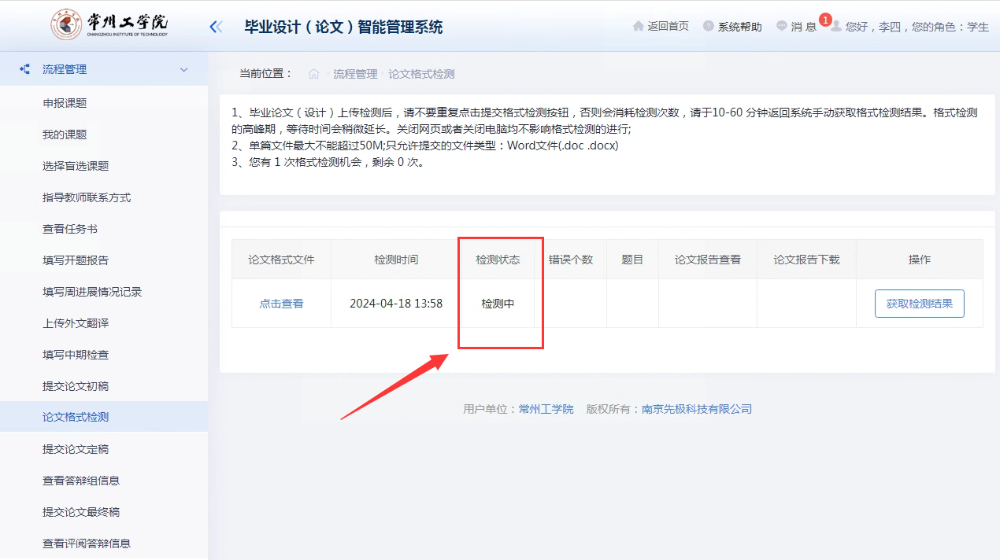 常州工学院
CHANGZHOU INSTITUTE OF TECHNOLOGY
毕业设计（论文）智能管理系统
返回首页
系统帮助
消 息
1
您好，李四，您的角色：学生
流程管理
申报课题
我的课题
选择盲选课题
指导教师联系方式
查看任务书
填写开题报告
填写周进展情况记录
上传外文翻译
填写中期检查
提交论文初稿
论文格式检测
提交论文定稿
查看答辩组信息
提交论文最终稿
查看评阅答辩信息
当前位置： 流程管理 论文格式检测
1、毕业论文（设计）上传检测后，请不要重复点击提交格式检测按钮，否则会消耗检测次数，请于10-60 分钟返回系统手动获取格式检测结果。格式检测
的高峰期，等待时间会稍微延长。关闭网页或者关闭电脑均不影响格式检测的进行;
2、单篇文件最大不能超过50M;只允许提交的文件类型：Word文件(.doc .docx)
3、您有 1 次格式检测机会，剩余 0 次。
论文格式文件 检测时间 检测状态 错误个数 题目 论文报告查看 论文报告下载 操作
点击查看 2024-04-18 13:58 检测中 获取检测结果
用户单位：常州工学院 版权所有：南京先极科技有限公司